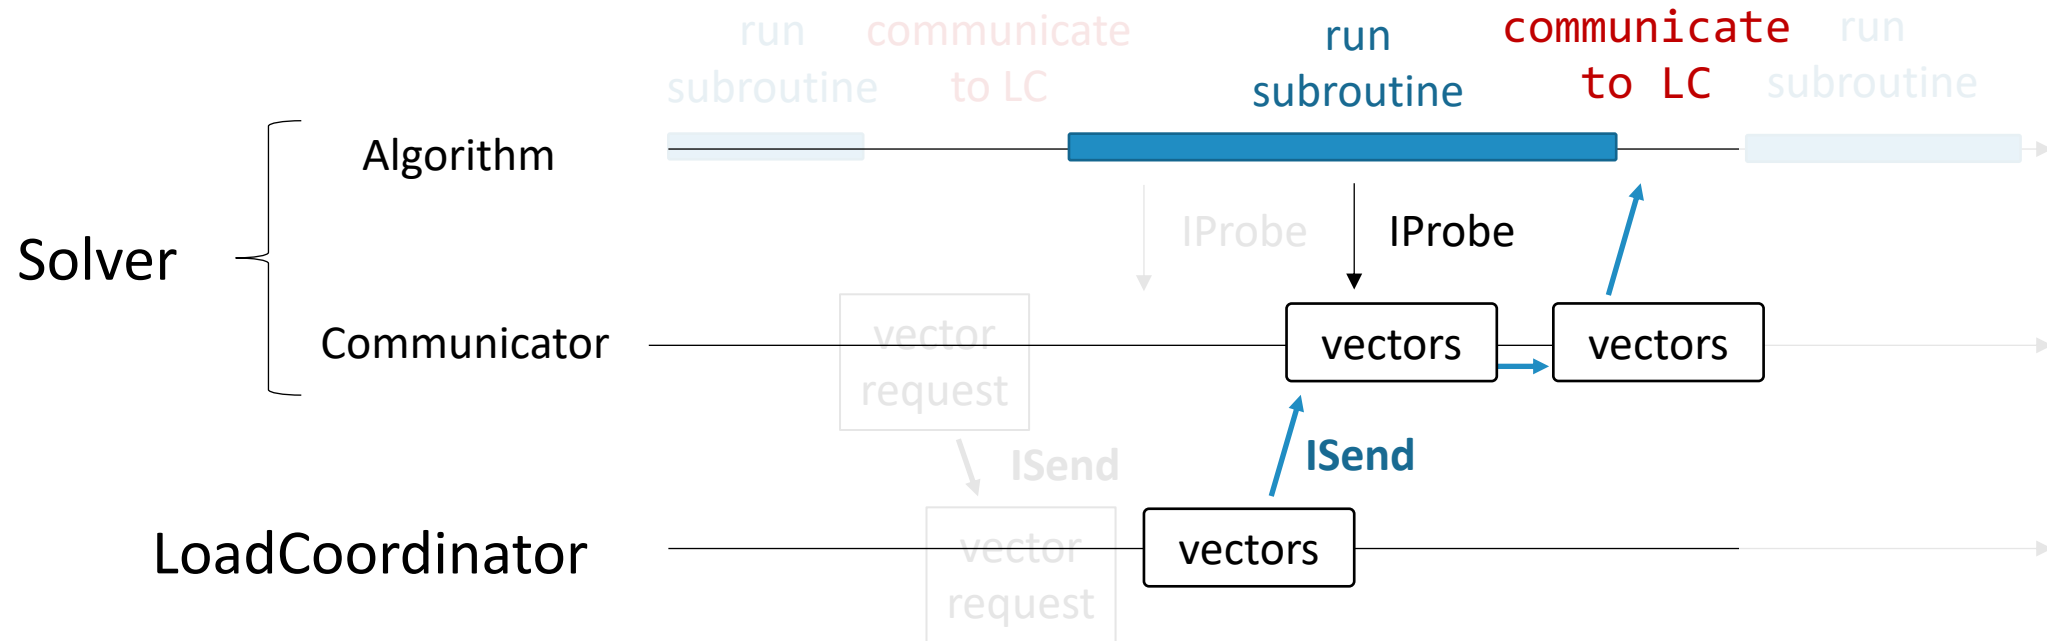 run
subroutine
communicate
to LC
run
subroutine
communicate
to LC
run
subroutine
Algorithm
IProbe
IProbe
Solver
Communicator
vector
request
vectors
vectors
ISend
ISend
LoadCoordinator
vector
request
vectors